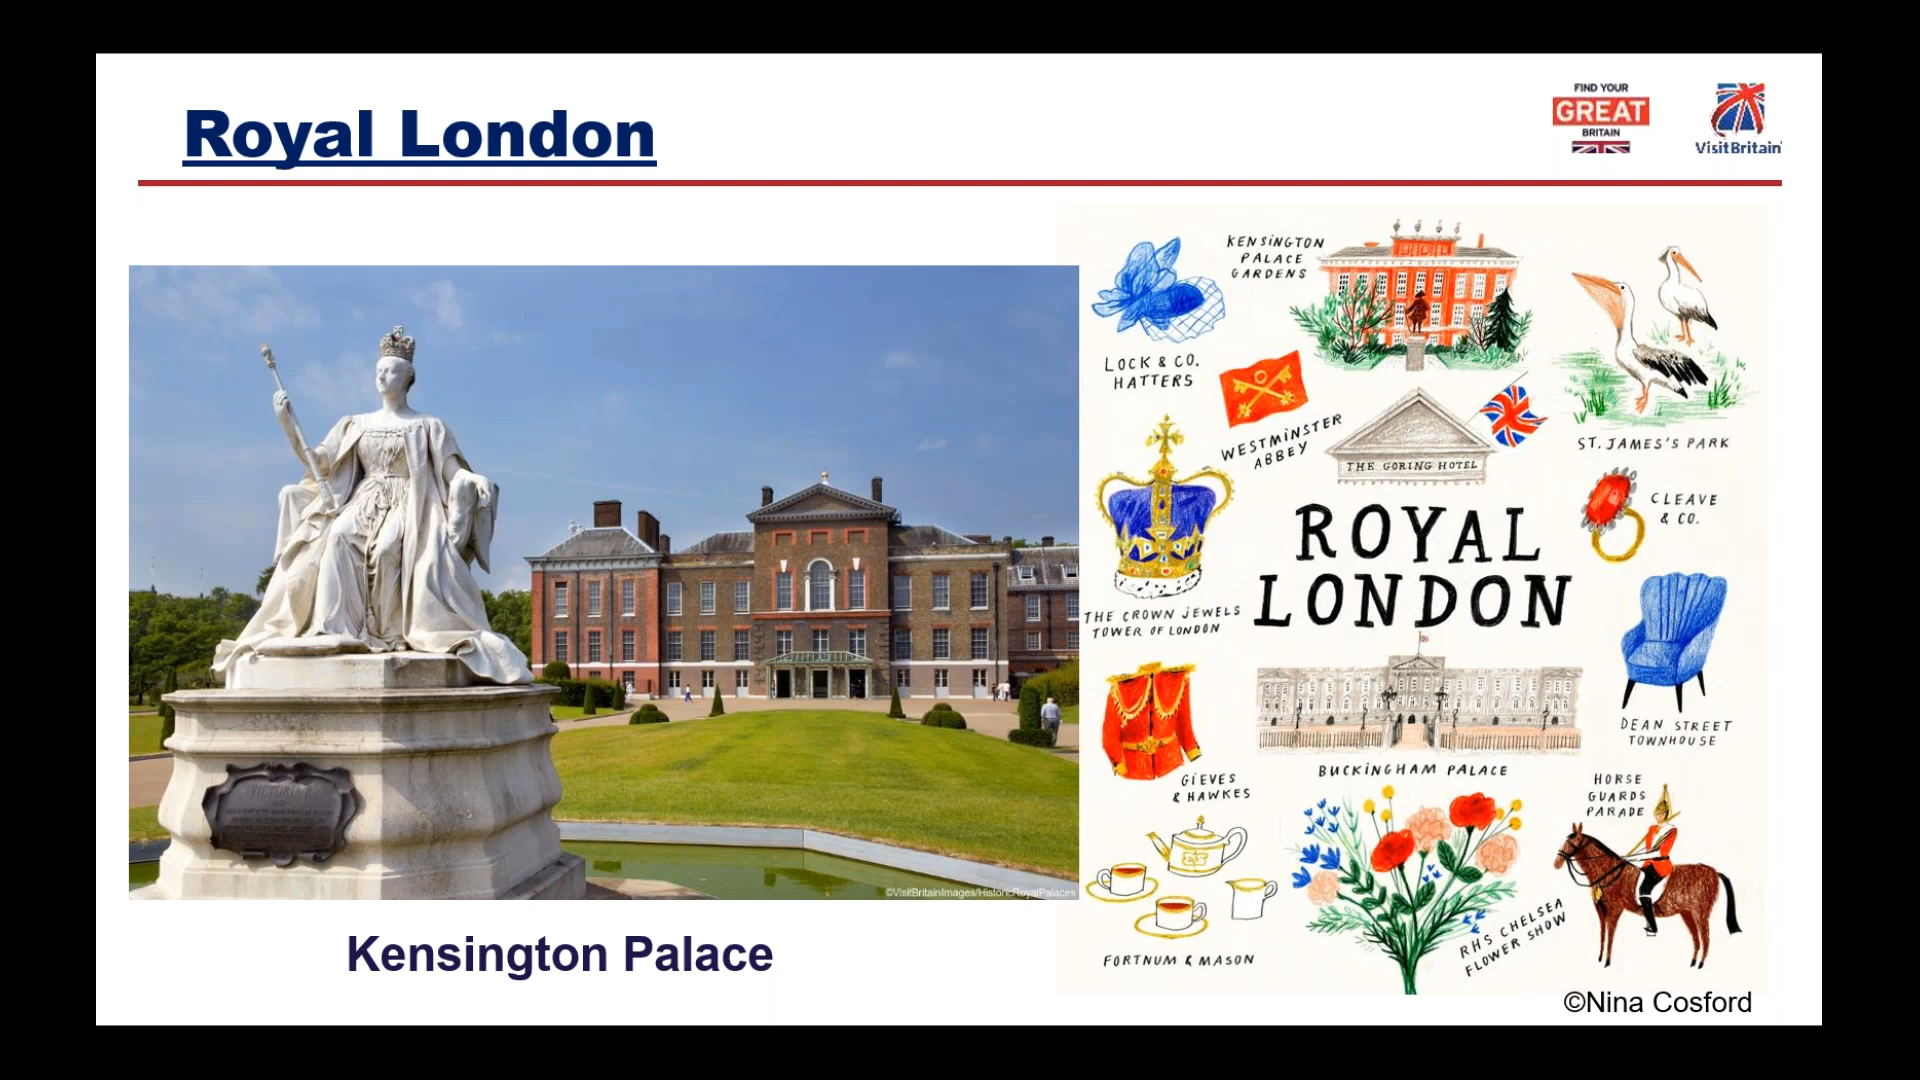 Royal London
FIND YOUR
GREAT
BRITAIN
VisitBritain
©VisitBritainImages/HistoricRoyalPalaces
VICTORIA R
Kensington Palace
LOCK & CO.
HATTERS
KENSINGTON
PALACE
GARDENS
WESTMINSTER
ABBEY
THE GORING HOTEL
ST. JAMES'S PARK
CLEAVE
& CO.
ROYAL
LONDON
THE CROWN JEWELS
TOWER OF LONDON
DEAN STREET
TOWNHOUSE
BUCKINGHAM PALACE
GIEVES
& HAWKES
HORSE
GUARDS
PARADE
FORTNUM & MASON
RHS CHELSEA
FLOWER SHOW
©Nina Cosford